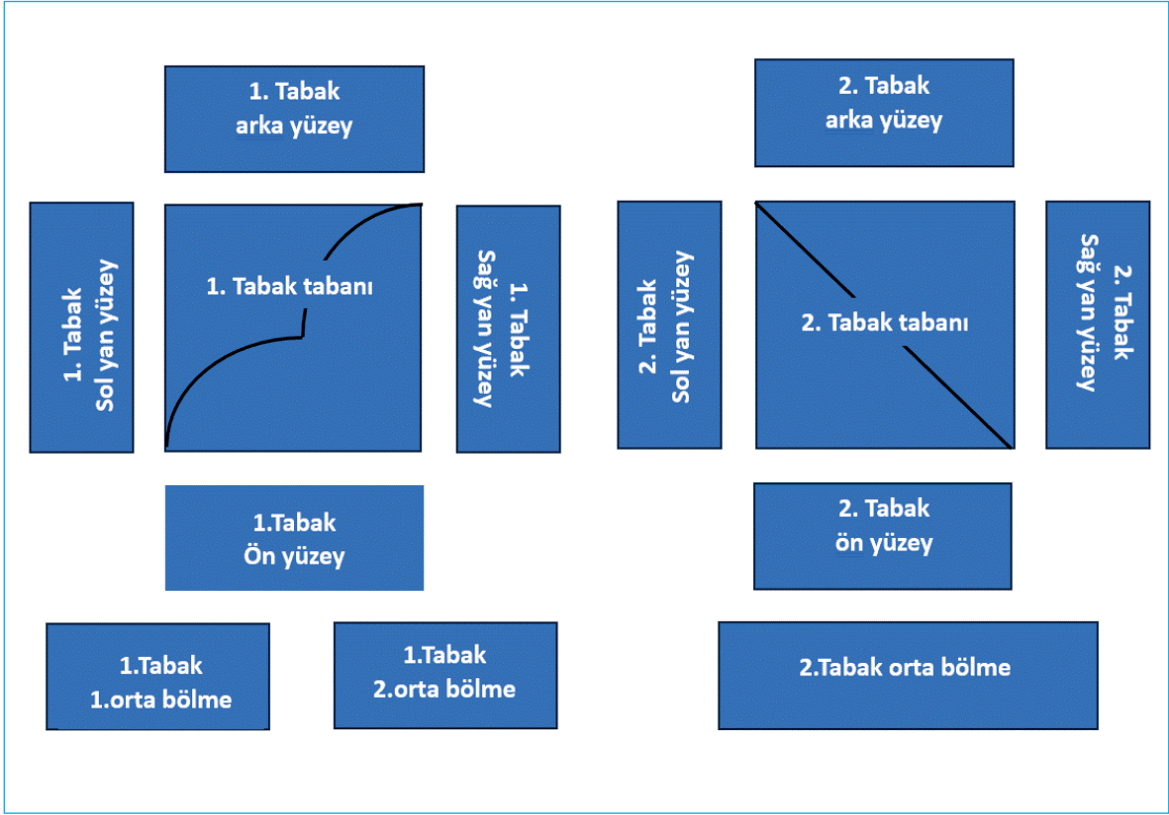 1. Tabak
arka yüzey
2. Tabak
arka yüzey
1. Tabak
Sol yan yüzey
1. Tabak tabanı
1. Tabak
Sağ yan yüzey
2. Tabak
Sol yan yüzey
2. Tabak tabanı
2. Tabak
Sağ yan yüzey
1.Tabak
Ön yüzey
2. Tabak
ön yüzey
1.Tabak
1.orta bölme
1.Tabak
2.orta bölme
2.Tabak orta bölme